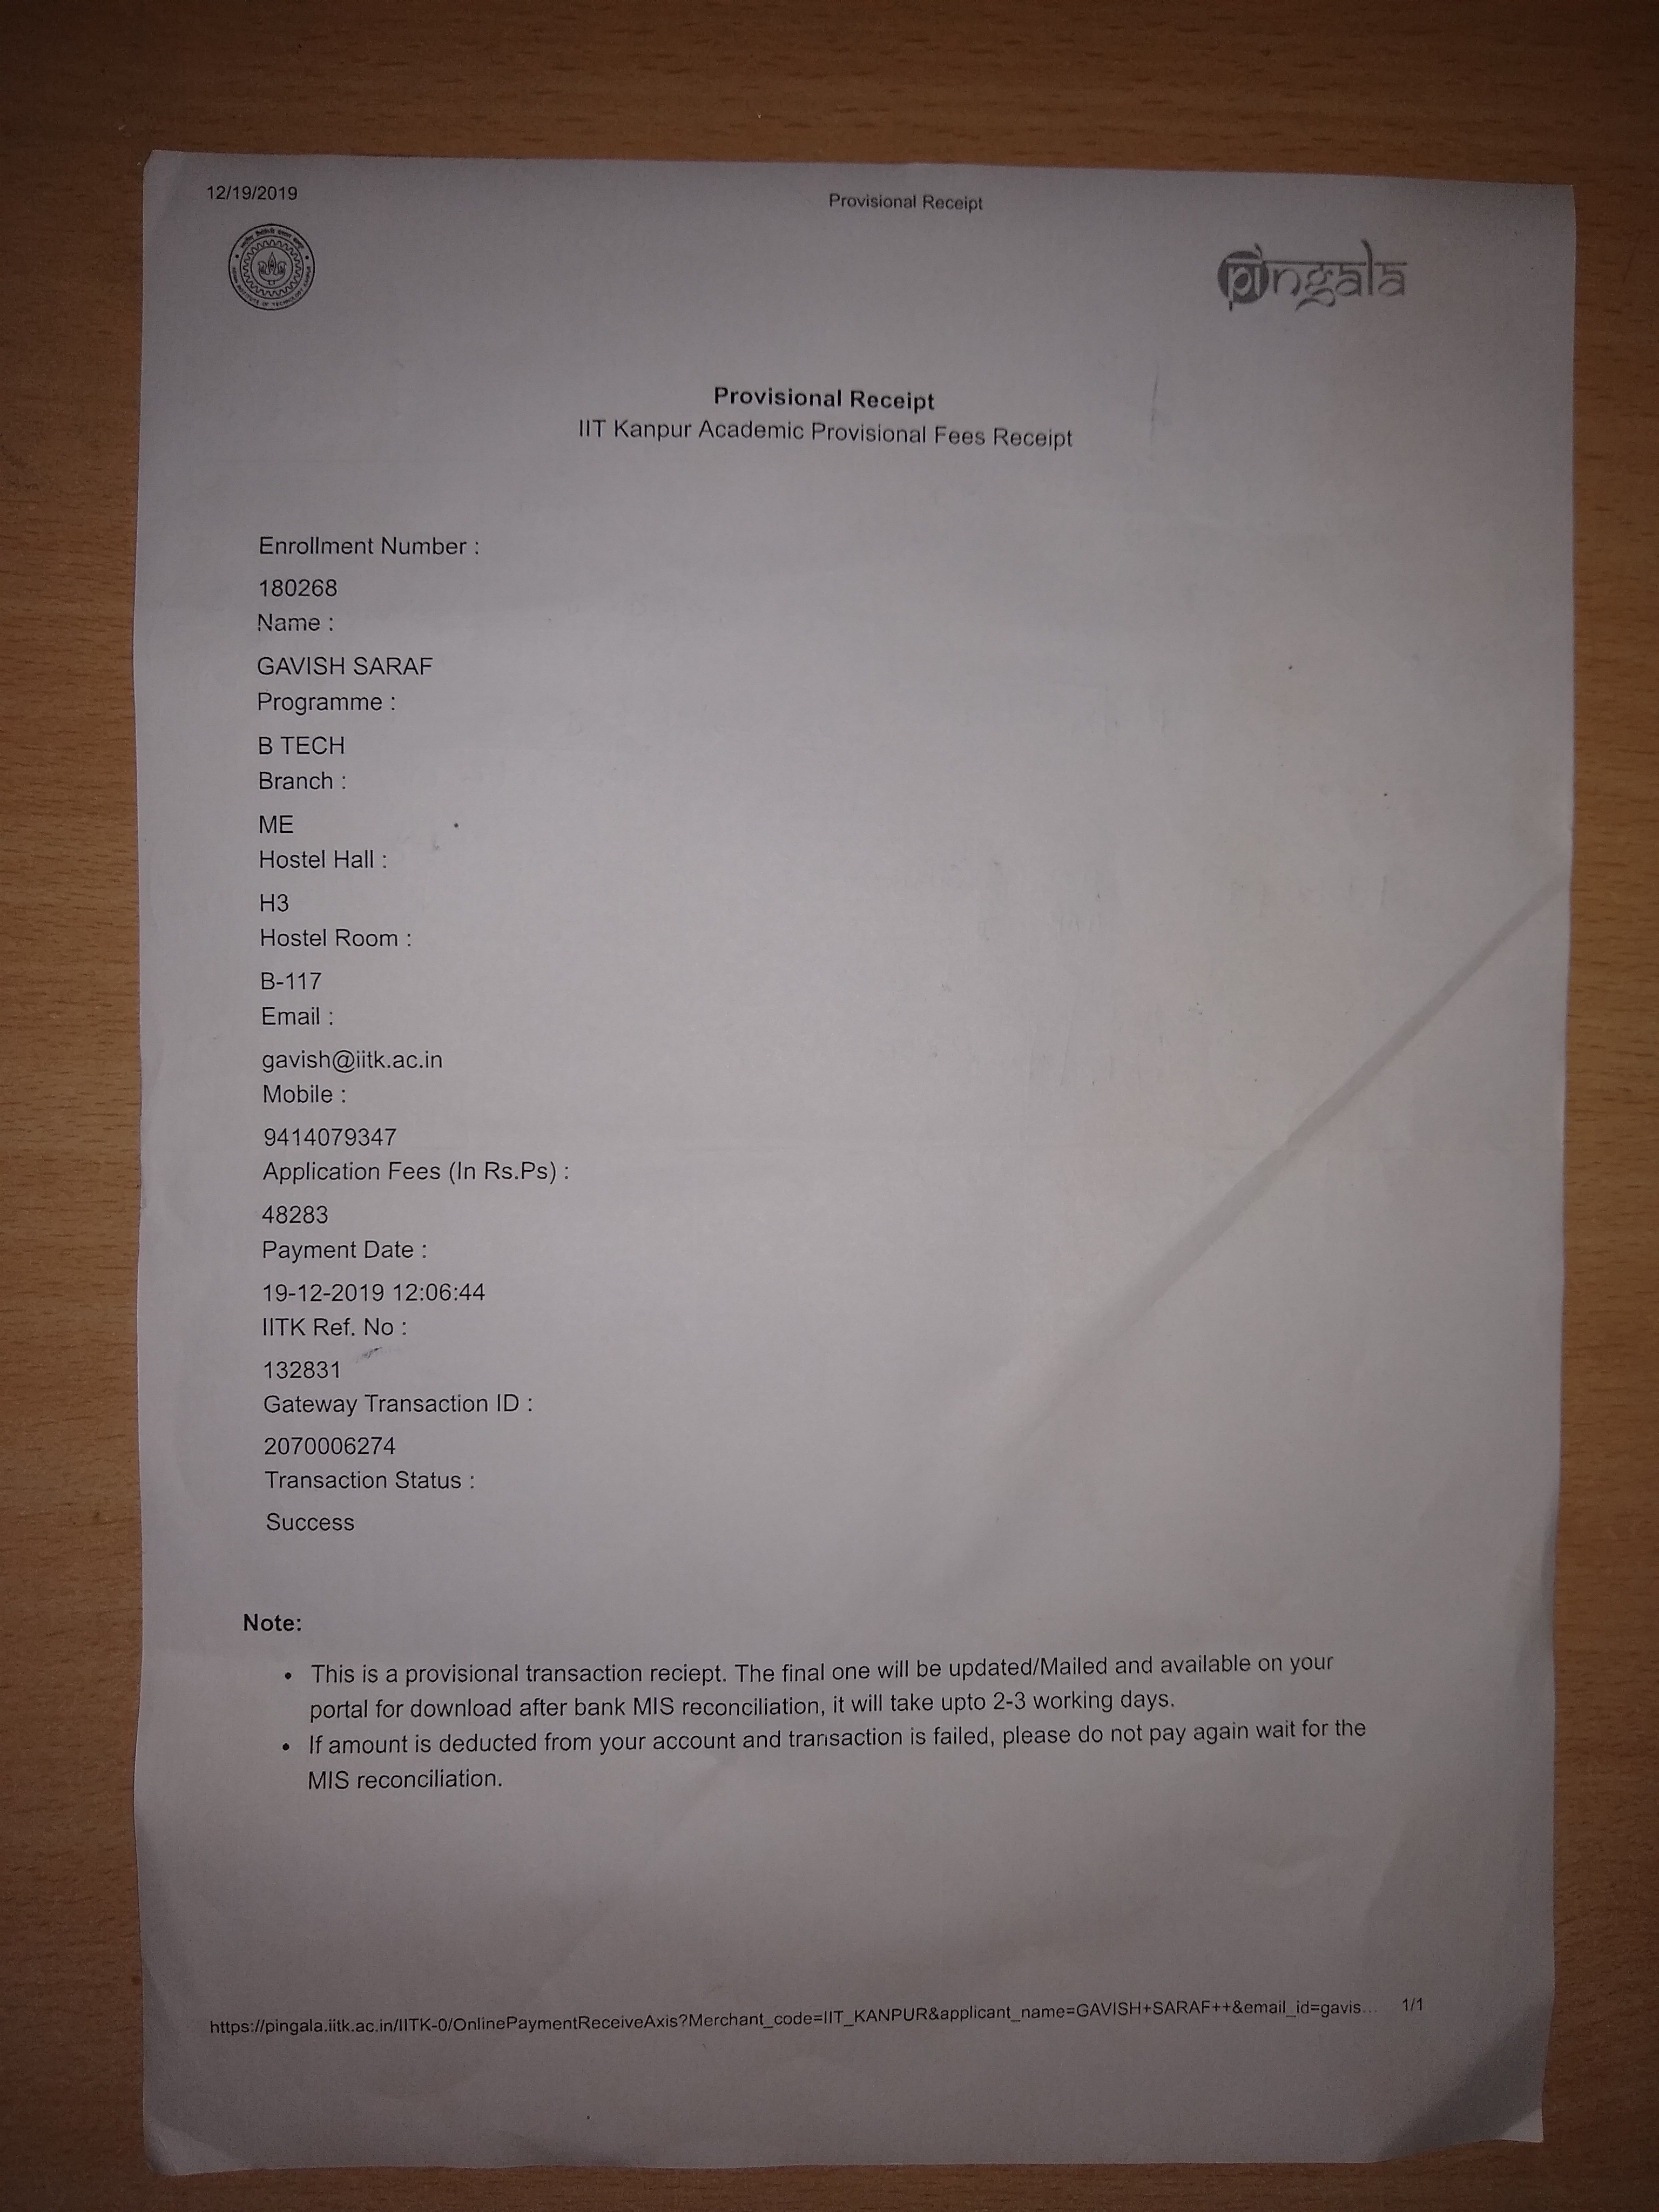 12/19/2019
Provisional Receipt
pingala
Provisional Receipt
IIT Kanpur Academic Provisional Fees Receipt
Enrollment Number :
180268
Name :
GAVISH SARAF
Programme :
B TECH
Branch :
ME
Hostel Hall :
H3
Hostel Room :
B-117
Email :
gavish@iitk.ac.in
Mobile :
9414079347
Application Fees (In Rs.Ps) :
48283
Payment Date :
19-12-2019 12:06:44
IITK Ref. No :
132831
Gateway Transaction ID :
2070006274
Transaction Status :
Success
Note:
• This is a provisional transaction reciept. The final one will be updated/Mailed and available on your
portal for download after bank MIS reconciliation, it will take upto 2-3 working days.
• If amount is deducted from your account and transaction is failed, please do not pay again wait for the
MIS reconciliation.
https://pingala.iitk.ac.in/IITK-0/OnlinePaymentReceiveAxis?Merchant_code=IIT_KANPUR&applicant_name=GAVISH+SARAF++&email_id=gavis... 1/1